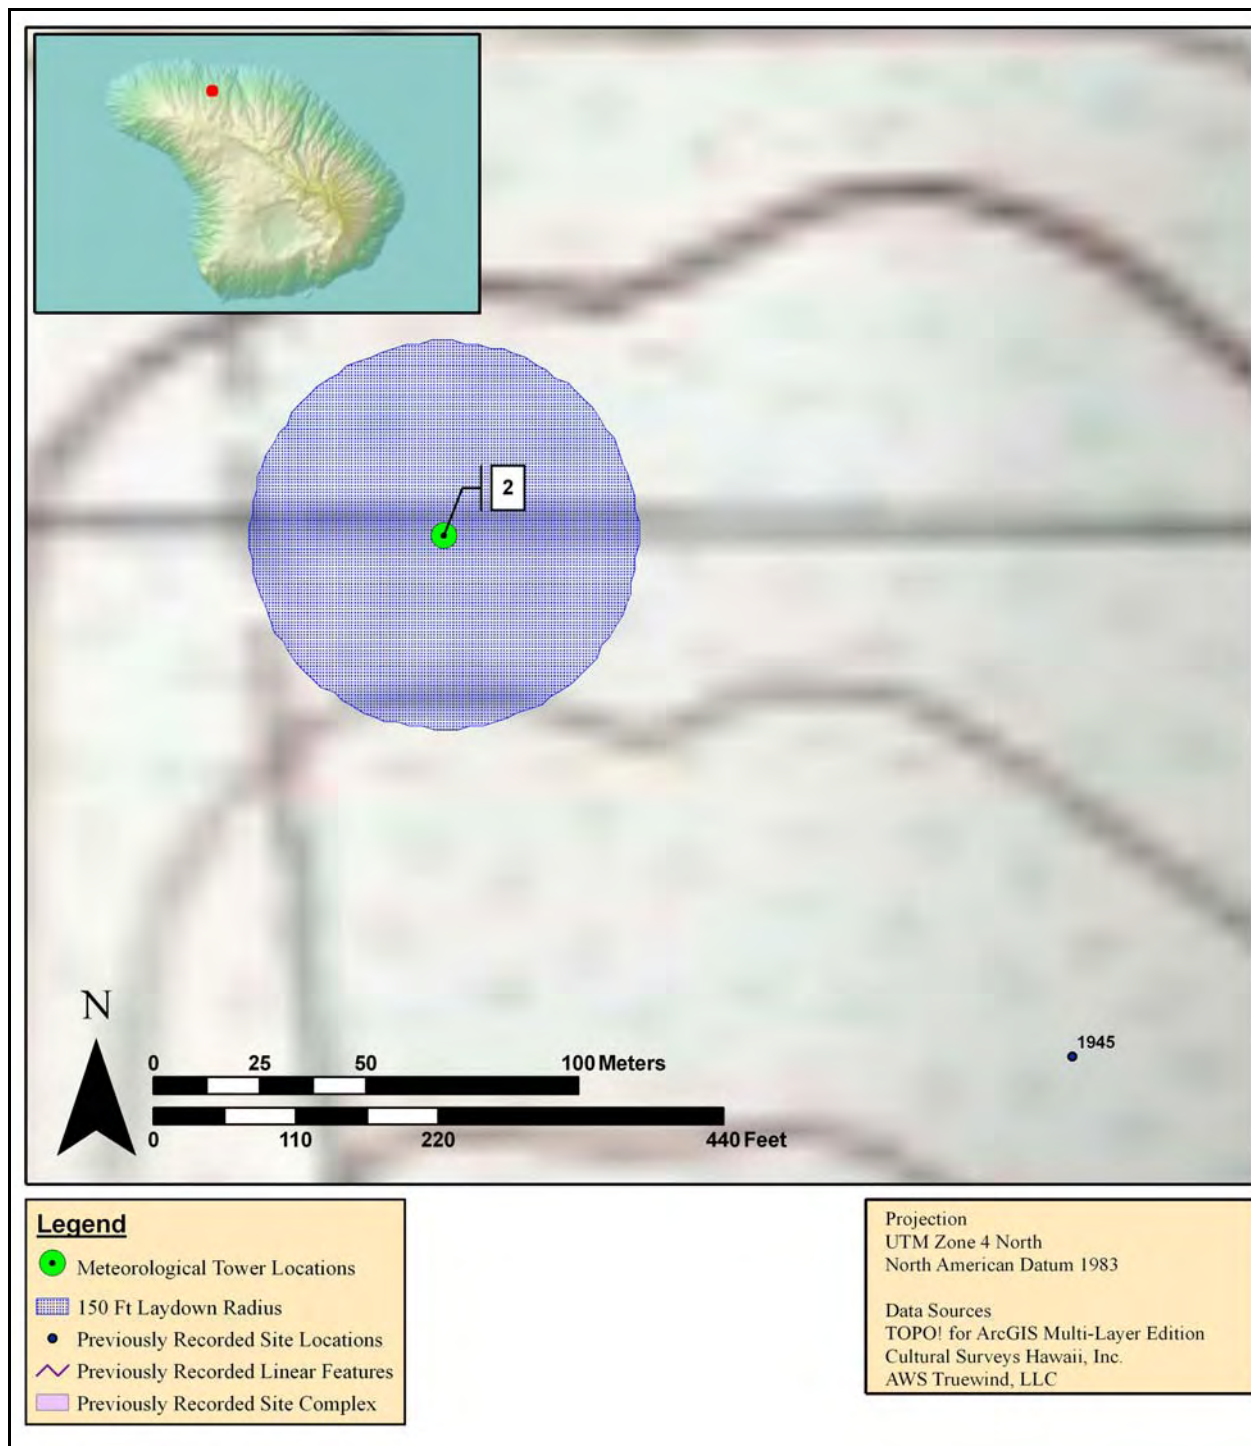 2
1945
N
0 25 50 100 Meters
0 110 220 440 Feet
Legend
Meteorological Tower Locations
150 Ft Laydown Radius
Previously Recorded Site Locations
Previously Recorded Linear Features
Previously Recorded Site Complex
Projection
UTM Zone 4 North
North American Datum 1983
Data Sources
TOPO! for ArcGIS Multi-Layer Edition
Cultural Surveys Hawaii, Inc.
AWS Truewind, LLC